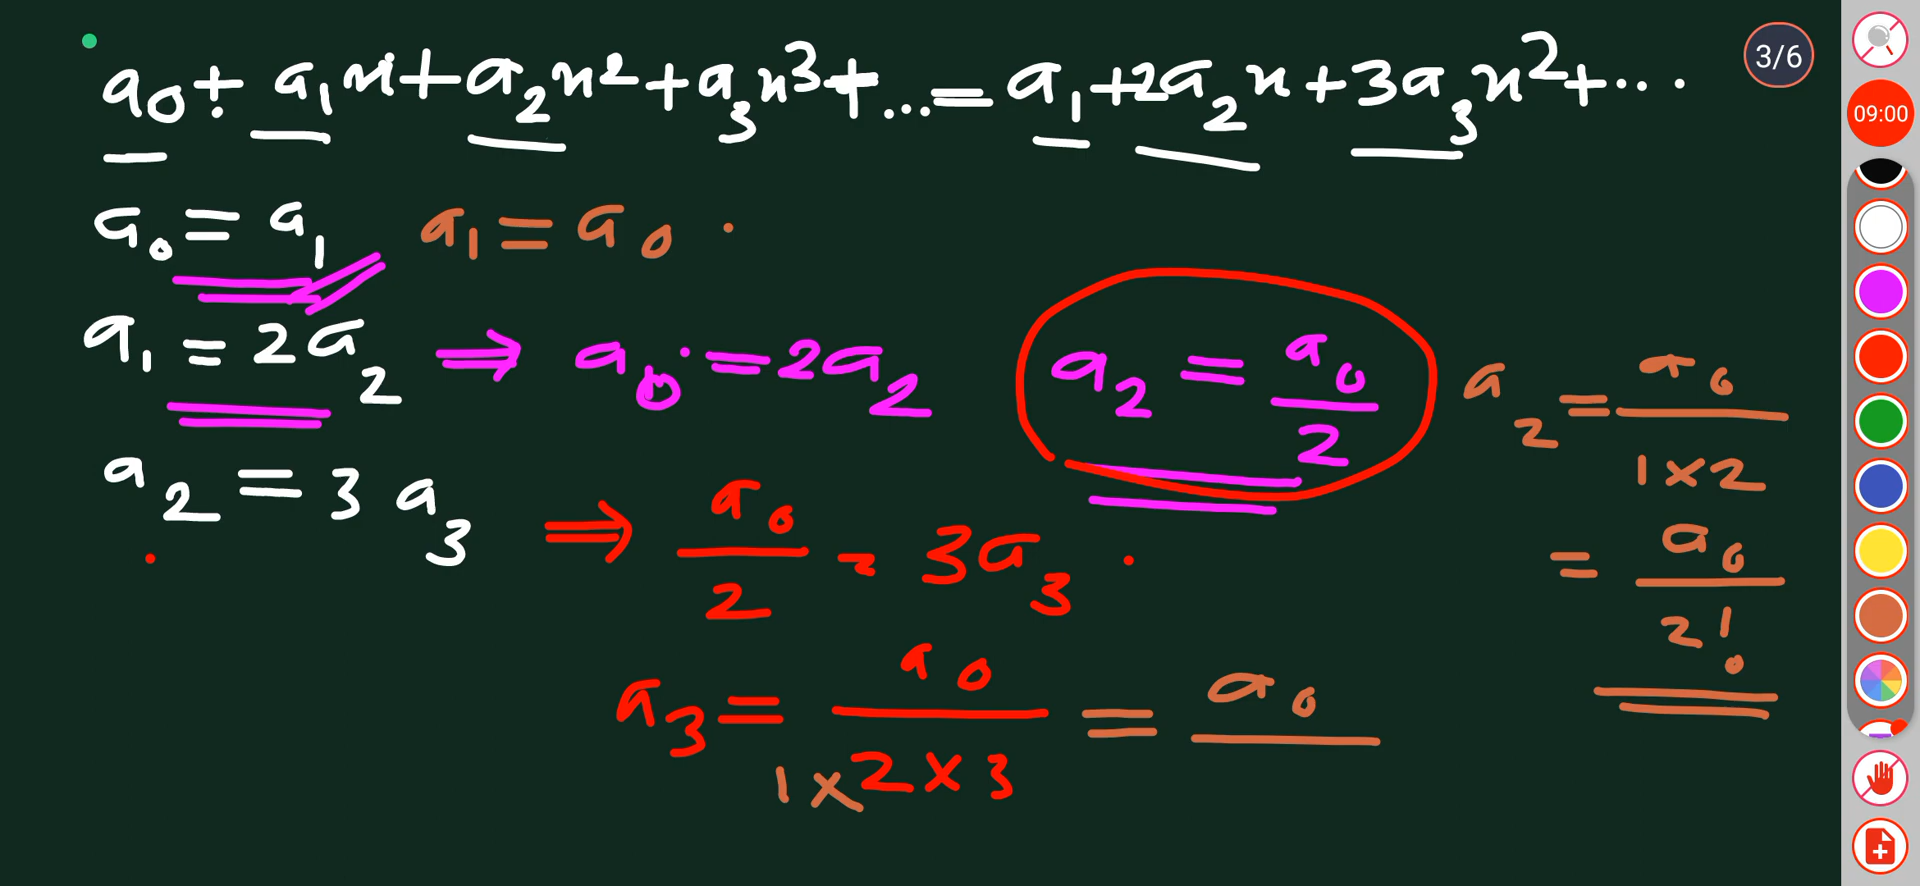 a₀ + a₁x + a₂x² + a₃x³ + ... = a₁ + 2a₂x + 3a₃x² + ...
3/6
09:00
a₀ = a₁ a₁ = a₀
a₁ = 2a₂ ⇒ a₀ = 2a₂ a₂ = a₀/2 a₂ = a₀/(1×2)
= a₀/2!
a₂ = 3a₃ ⇒ a₀/2 = 3a₃
a₃ = a₀/(1×2×3) = a₀/